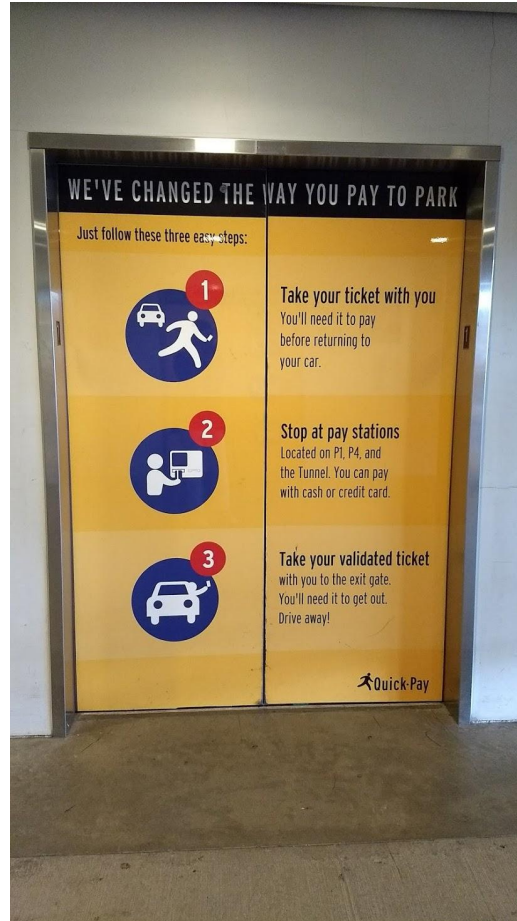 WE'VE CHANGED THE WAY YOU PAY TO PARK
Just follow these three easy steps:
1
Take your ticket with you
You'll need it to pay
before returning to
your car.
2
Stop at pay stations
Located on P1, P4, and
the Tunnel. You can pay
with cash or credit card.
3
Take your validated ticket
with you to the exit gate.
You'll need it to get out.
Drive away!
Quick-Pay